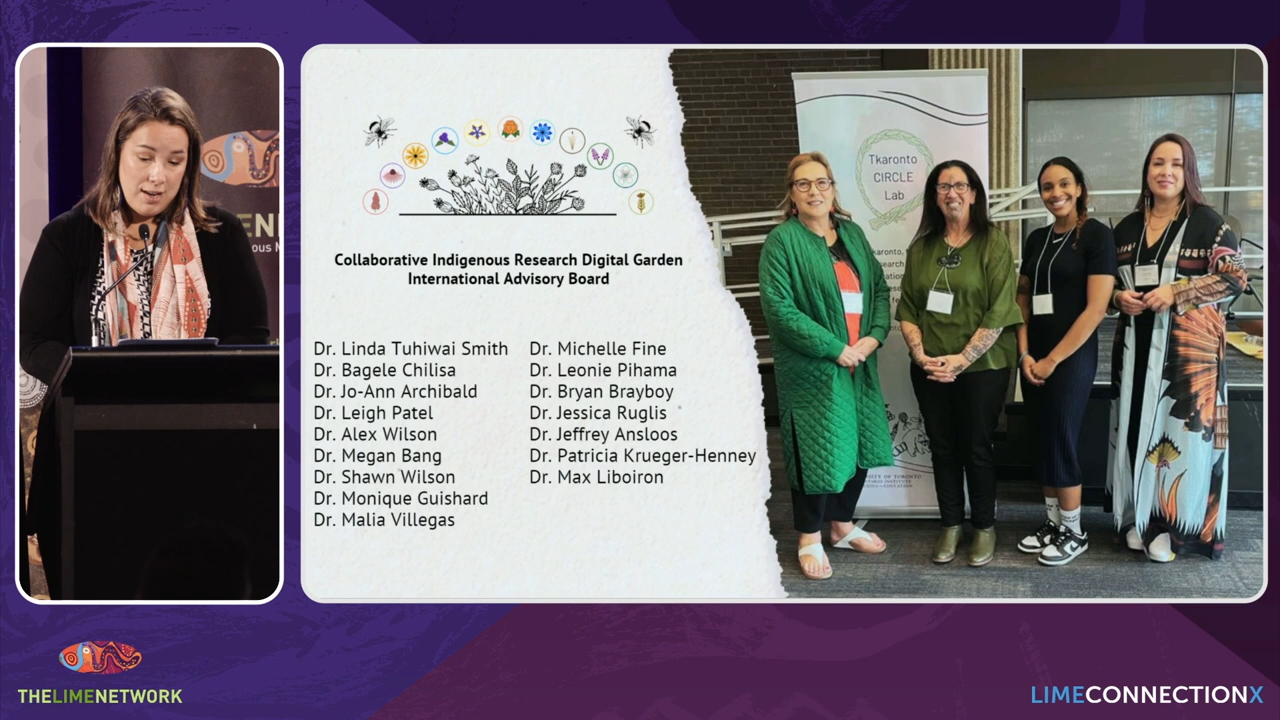 Collaborative Indigenous Research Digital Garden
International Advisory Board
Dr. Linda Tuhiwai Smith
Dr. Bagele Chilisa
Dr. Jo-Ann Archibald
Dr. Leigh Patel
Dr. Alex Wilson
Dr. Megan Bang
Dr. Shawn Wilson
Dr. Monique Guishard
Dr. Malia Villegas
Dr. Michelle Fine
Dr. Leonie Pihama
Dr. Bryan Brayboy
Dr. Jessica Ruglis
Dr. Jeffrey Ansloos
Dr. Patricia Krueger-Henney
Dr. Max Liboiron
Tkaronto
CIRCLE
Lab
THELIMENETWORK
LIMECONNECTIONX